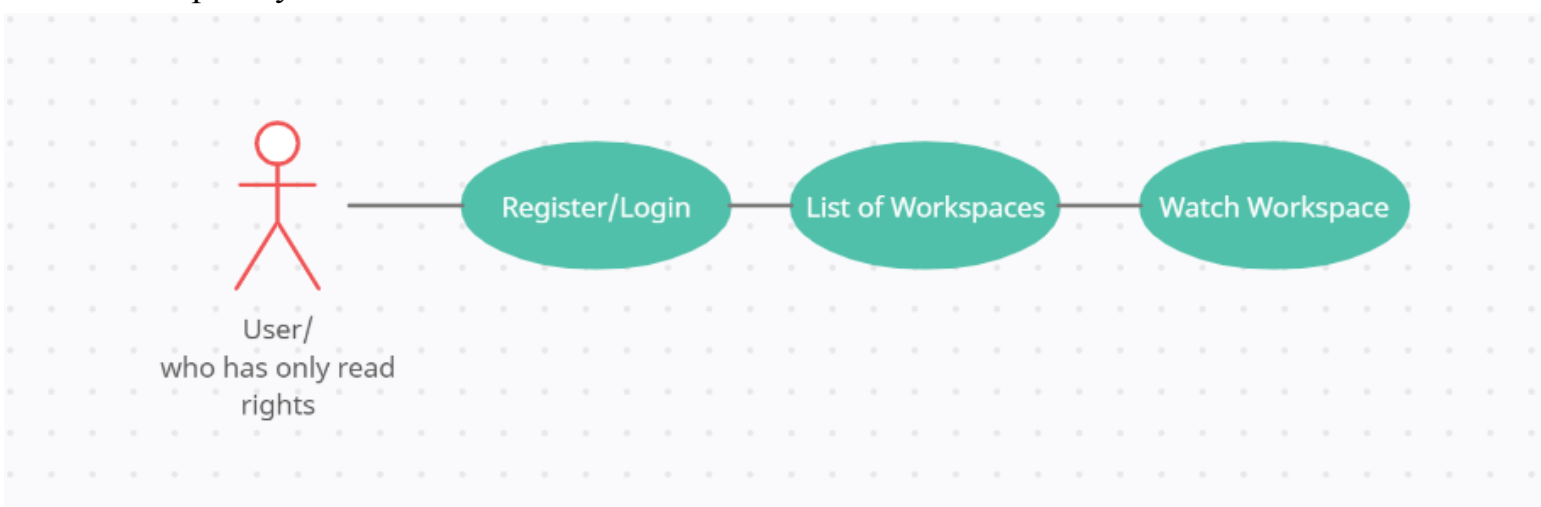 Register/Login
List of Workspaces
Watch Workspace
User/
who has only read
rights